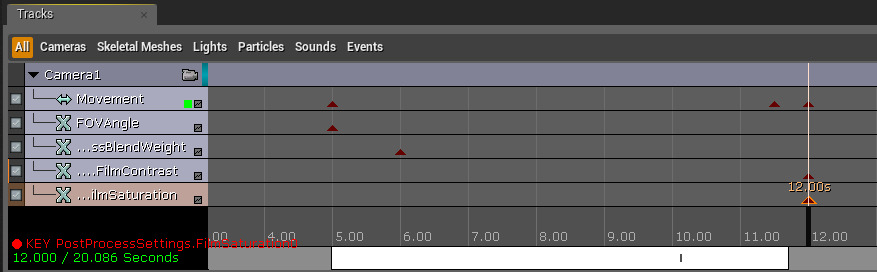 Tracks
All Cameras Skeletal Meshes Lights Particles Sounds Events
Camera1
Movement
FOVAngle
...ssBlendWeight
....FilmContrast
...ilmSaturation
12.00s
.00 4.00 5.00 6.00 7.00 8.00 9.00 10.00 11.00 12.00
KEY PostProcessSettings.Fil
12.000 / 20.086 Seconds